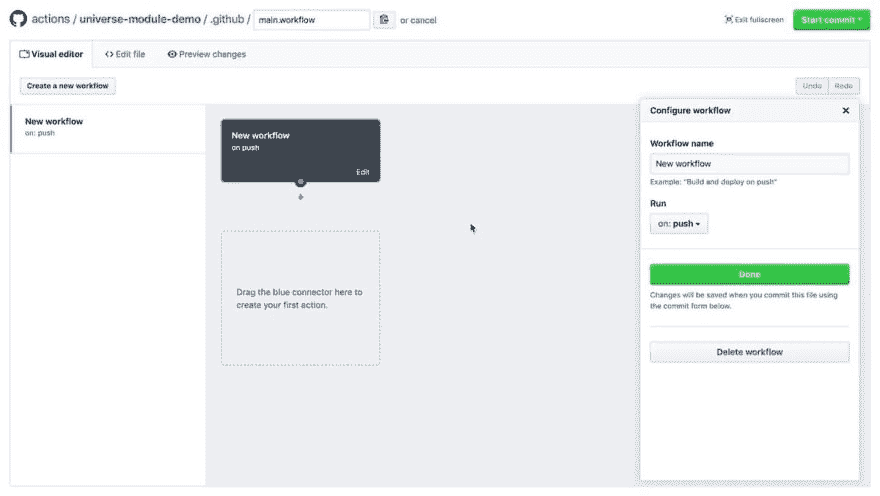 actions / universe-module-demo / .github / main.workflow or cancel
Exit fullscreen
Start commit
Visual editor
Edit file
Preview changes
Create a new workflow
Undo
Redo
New workflow
on: push
New workflow
on push
Edit
Drag the blue connector here to
create your first action.
Configure workflow
Workflow name
New workflow
Example: "Build and deploy on push"
Run
on: push
Done
Changes will be saved when you commit this file using
the commit form below.
Delete workflow